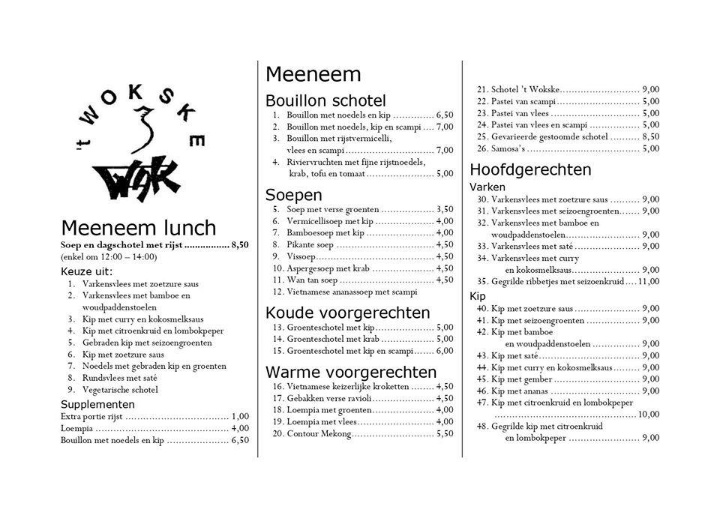 't WOKSKE
WOK
Meeneem lunch
Soep en dagschotel met rijst ................. 8,50
(enkel om 12:00 – 14:00)
Keuze uit:
1. Varkensvlees met zoetzure saus
2. Varkensvlees met bamboe en
woudpaddenstoelen
3. Kip met curry en kokosmelksaus
4. Kip met citroenkruid en lombokpeper
5. Gebraden kip met seizoengroenten
6. Kip met zoetzure saus
7. Noedels met gebraden kip en groenten
8. Rundsvlees met saté
9. Vegetarische schotel
Supplementen
Extra portie rijst ................................... 1,00
Loempia ............................................. 4,00
Bouillon met noedels en kip ..................... 6,50
Meeneem
Bouillon schotel
1. Bouillon met noedels en kip .............. 6,50
2. Bouillon met noedels, kip en scampi .... 7,00
3. Bouillon met rijstvermicelli,
vlees en scampi.............................. 7,00
4. Riviervruchten met fijne rijstnoedels,
krab, tofu en tomaat....................... 5,00
Soepen
5. Soep met verse groenten .................. 3,50
6. Vermicellisoep met kip .................... 4,00
7. Bamboesoep met kip ....................... 4,00
8. Pikante soep ................................. 4,50
9. Vissoep........................................ 4,50
10. Aspergesoep met krab ..................... 4,50
11. Wan tan soep ................................ 4,50
12. Vietnamese ananassoep met scampi
Koude voorgerechten
13. Groenteschotel met kip.................... 5,00
14. Groenteschotel met krab .................. 5,00
15. Groenteschotel met kip en scampi....... 6,00
Warme voorgerechten
16. Vietnamese keizerlijke kroketten ........ 4,50
17. Gebakken verse ravioli..................... 4,50
18. Loempia met groenten..................... 4,00
19. Loempia met vlees.......................... 4,00
20. Contour Mekong............................ 5,50
21. Schotel 't Wokske........................... 9,00
22. Pastei van scampi............................ 5,00
23. Pastei van vlees .............................. 5,00
24. Pastei van vlees en scampi ................. 5,00
25. Gevarieerde gestoomde schotel .......... 8,50
26. Samosa's ...................................... 5,00
Hoofdgerechten
Varken
30. Varkensvlees met zoetzure saus .......... 9,00
31. Varkensvlees met seizoengroenten....... 9,00
32. Varkensvlees met bamboe en
woudpaddenstoelen......................... 9,00
33. Varkensvlees met saté ...................... 9,00
34. Varkensvlees met curry
en kokosmelksaus............................ 9,00
35. Gegrilde ribbetjes met seizoenkruid ....11,00
Kip
40. Kip met zoetzure saus ...................... 9,00
41. Kip met seizoengroenten .................. 9,00
42. Kip met bamboe
en woudpaddenstoelen .................... 9,00
43. Kip met saté.................................. 9,00
44. Kip met curry en kokosmelksaus......... 9,00
45. Kip met gember ............................. 9,00
46. Kip met ananas .............................. 9,00
47. Kip met citroenkruid en lombokpeper
................................................10,00
48. Gegrilde kip met citroenkruid
en lombokpeper ............................ 9,00